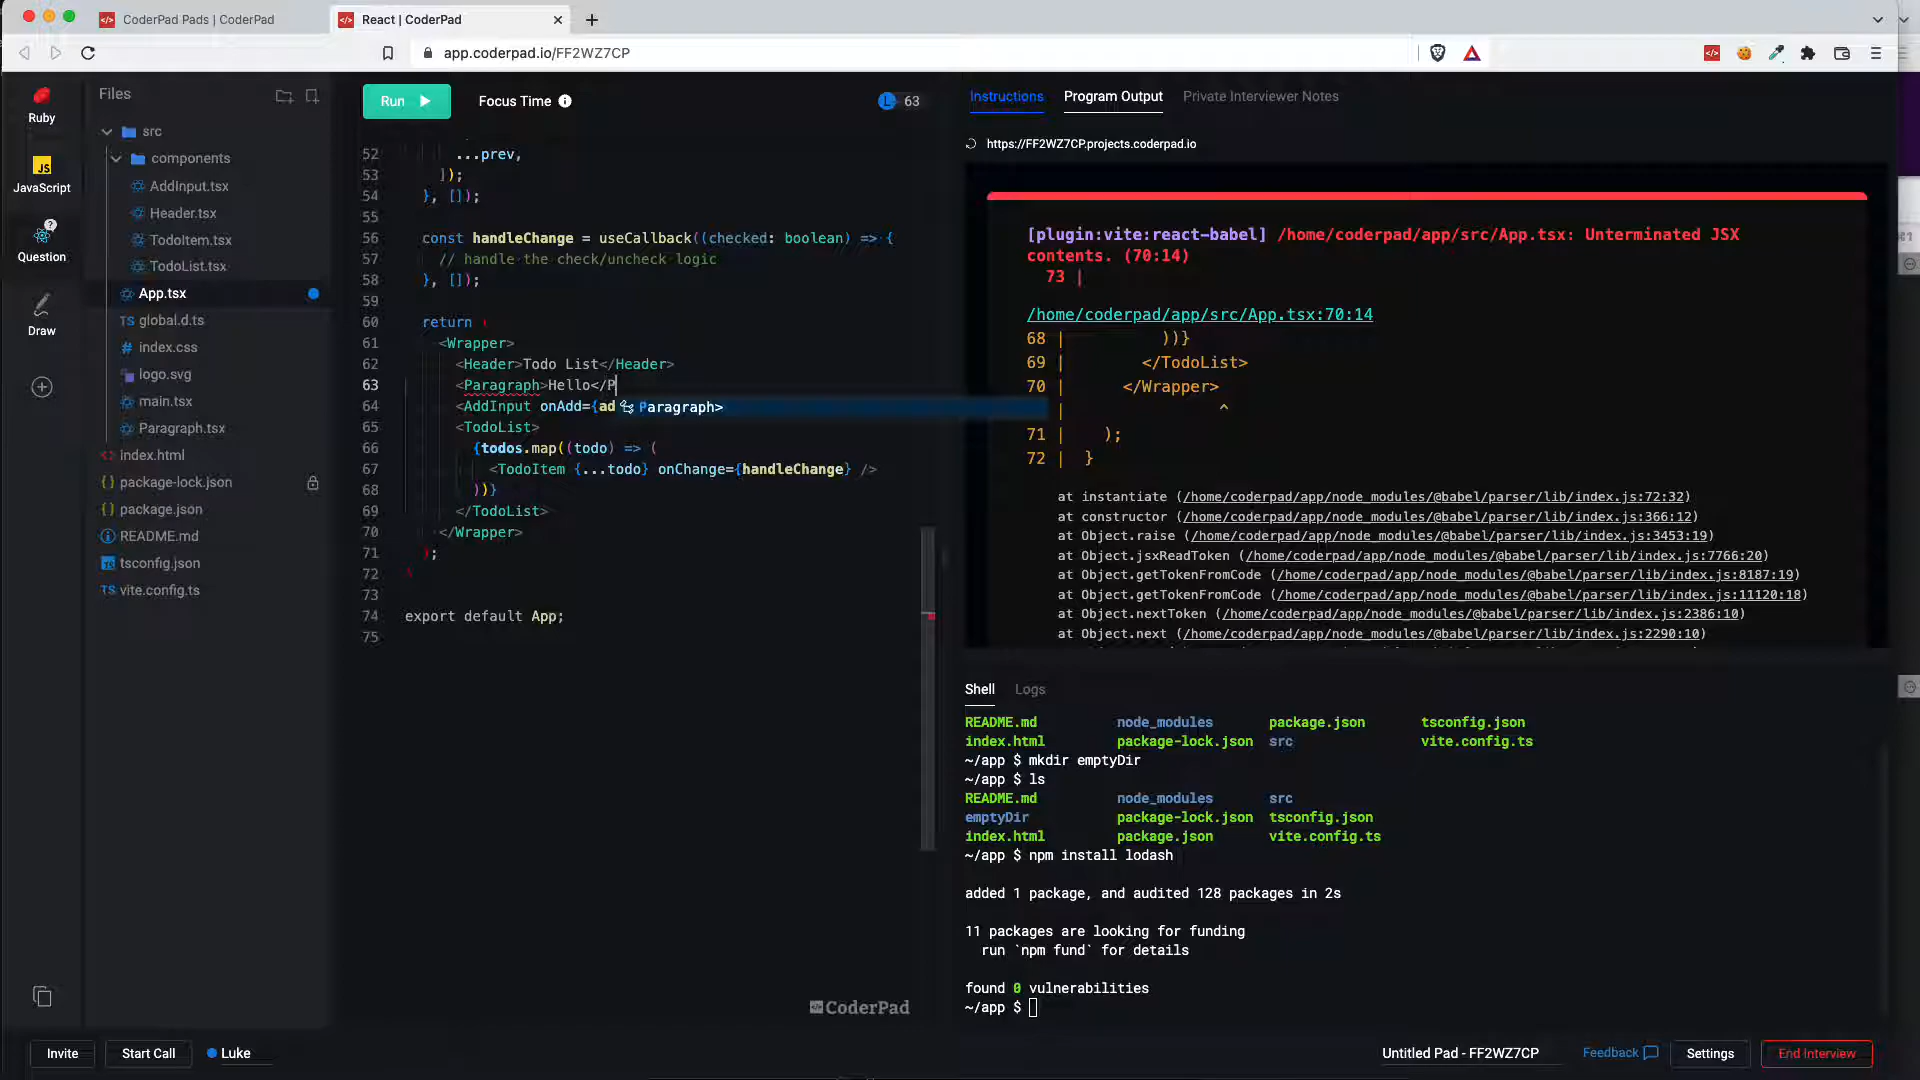 CoderPad Pads | CoderPad
React | CoderPad
app.coderpad.io/FF2WZ7CP
Ruby
JS
JavaScript
Question
Draw
Files
src
components
AddInput.tsx
Header.tsx
TodoItem.tsx
TodoList.tsx
App.tsx
TS global.d.ts
# index.css
logo.svg
TS main.tsx
Paragraph.tsx
<> index.html
{} package-lock.json
{} package.json
README.md
tsconfig.json
TS vite.config.ts
Run
Focus Time
L 63
52 ...prev,
53 ]);
54 }, []);
55
56 const handleChange = useCallback((checked: boolean) => {
57 // handle the check/uncheck logic
58 }, []);
59
60 return (
61 <Wrapper>
62 <Header>Todo List</Header>
63 <Paragraph>Hello</P
64 <AddInput onAdd={ad
Paragraph>
65 <TodoList>
66 {todos.map((todo) => (
67 <TodoItem {...todo} onChange={handleChange} />
68 ))}
69 </TodoList>
70 </Wrapper>
71 );
72 }
73
74 export default App;
75
CoderPad
Instructions
Program Output
Private Interviewer Notes
https://FF2WZ7CP.projects.coderpad.io
[plugin:vite:react-babel] /home/coderpad/app/src/App.tsx: Unterminated JSX
contents. (70:14)
73 |
/home/coderpad/app/src/App.tsx:70:14
68 | ))}
69 | </TodoList>
70 | </Wrapper>
| ^
71 | );
72 | }
at instantiate (/home/coderpad/app/node_modules/@babel/parser/lib/index.js:72:32)
at constructor (/home/coderpad/app/node_modules/@babel/parser/lib/index.js:366:12)
at Object.raise (/home/coderpad/app/node_modules/@babel/parser/lib/index.js:3453:19)
at Object.jsxReadToken (/home/coderpad/app/node_modules/@babel/parser/lib/index.js:7766:20)
at Object.getTokenFromCode (/home/coderpad/app/node_modules/@babel/parser/lib/index.js:8187:19)
at Object.getTokenFromCode (/home/coderpad/app/node_modules/@babel/parser/lib/index.js:11120:18)
at Object.nextToken (/home/coderpad/app/node_modules/@babel/parser/lib/index.js:2386:10)
at Object.next (/home/coderpad/app/node_modules/@babel/parser/lib/index.js:2290:10)
Shell
Logs
README.md node_modules package.json tsconfig.json
index.html package-lock.json src vite.config.ts
~/app $ mkdir emptyDir
~/app $ ls
README.md node_modules src
emptyDir package-lock.json tsconfig.json
index.html package.json vite.config.ts
~/app $ npm install lodash
added 1 package, and audited 128 packages in 2s
11 packages are looking for funding
run `npm fund` for details
found 0 vulnerabilities
~/app $
Invite
Start Call
Luke
Untitled Pad - FF2WZ7CP
Feedback
Settings
End Interview